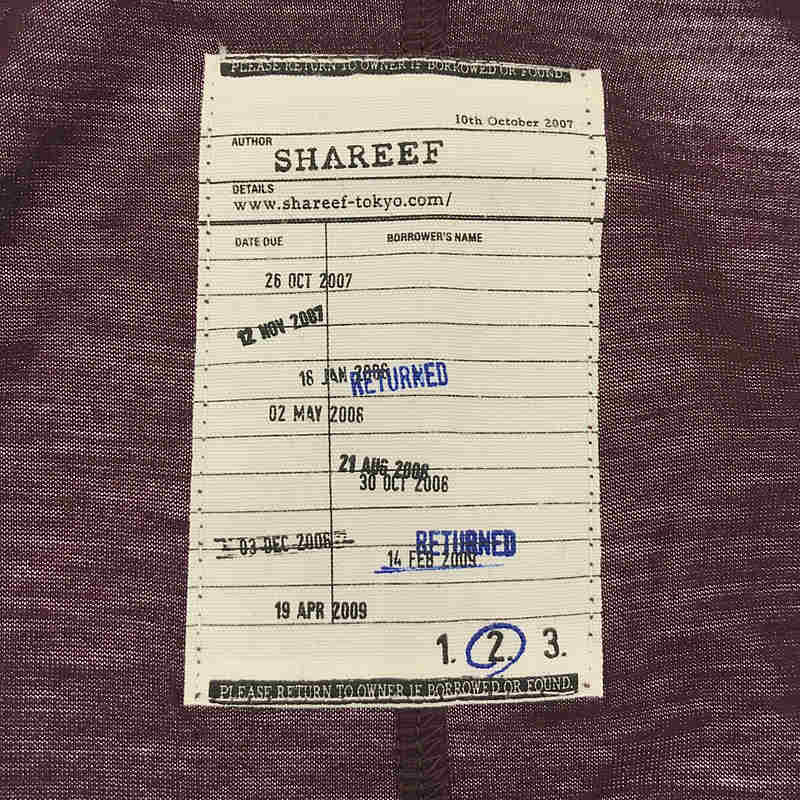 PLEASE RETURN TO OWNER IF BORROWED OR FOUND.
10th October 2007
AUTHOR SHAREEF
DETAILS
www.shareef-tokyo.com/
DATE DUE BORROWER'S NAME
26 OCT 2007
12 NOV 2007
16 JAN 2006 RETURNED
02 MAY 2006
21 AUG 2008
30 OCT 2006
03 DEC 2006 RETURNED
14 FEB 2009
19 APR 2009
1. 2. 3.
PLEASE RETURN TO OWNER IF BORROWED OR FOUND.